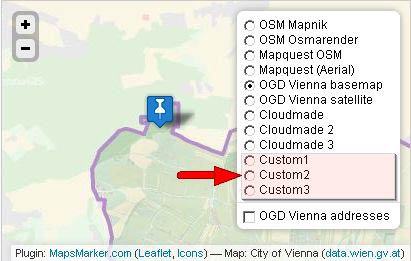 +
-
OSM Mapnik
OSM Osmarender
Mapquest OSM
Mapquest (Aerial)
OGD Vienna basemap
OGD Vienna satellite
Cloudmade
Cloudmade 2
Cloudmade 3
Custom1
Custom2
Custom3
OGD Vienna addresses
Plugin: MapsMarker.com (Leaflet, Icons) — Map: City of Vienna (data.wien.gv.at)